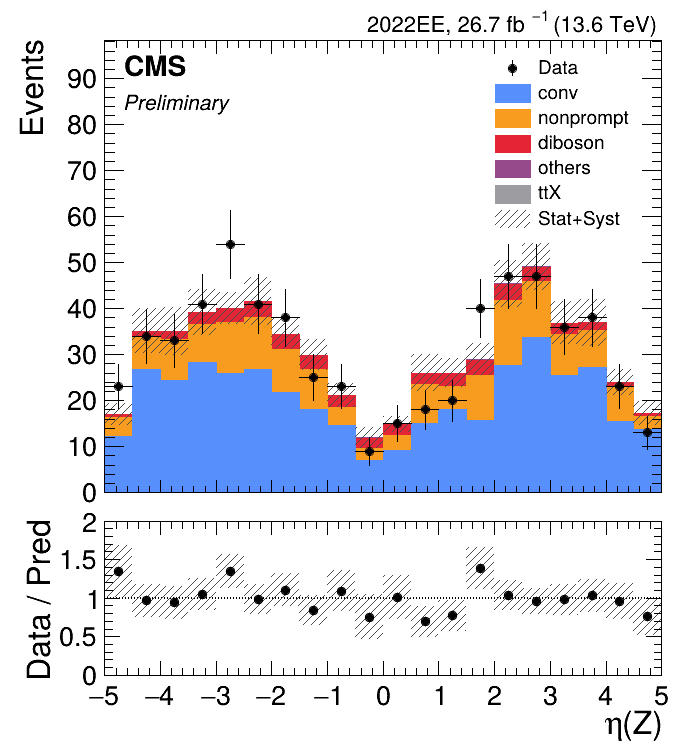 2022EE, 26.7 fb⁻¹ (13.6 TeV)
CMS
Preliminary
Data
conv
nonprompt
diboson
others
ttX
Stat+Syst
Events
90
80
70
60
50
40
30
20
10
0
Data / Pred
2
1.5
1
0.5
0
−5 −4 −3 −2 −1 0 1 2 3 4 5
η(Z)